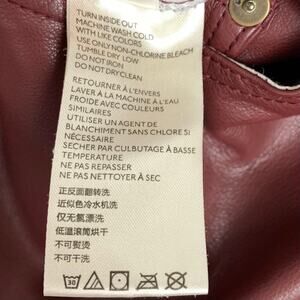 TURN INSIDE OUT
MACHINE WASH COLD
WITH LIKE COLORS
USE ONLY NON-CHLORINE BLEACH
TUMBLE DRY LOW
DO NOT IRON
DO NOT DRYCLEAN
RETOURNER À L'ENVERS
LAVER À LA MACHINE À L'EAU
FROIDE AVEC COULEURS
SIMILAIRES
UTILISER UN AGENT DE
BLANCHIMENT SANS CHLORE SI
NÉCESSAIRE
SECHER PAR CULBUTAGE À BASSE
TEMPERATURE
NE PAS REPASSER
NE PAS NETTOYER À SEC
正反面翻转洗
近似色冷水机洗
仅无氯漂洗
低温滚筒烘干
不可熨烫
不可干洗
30